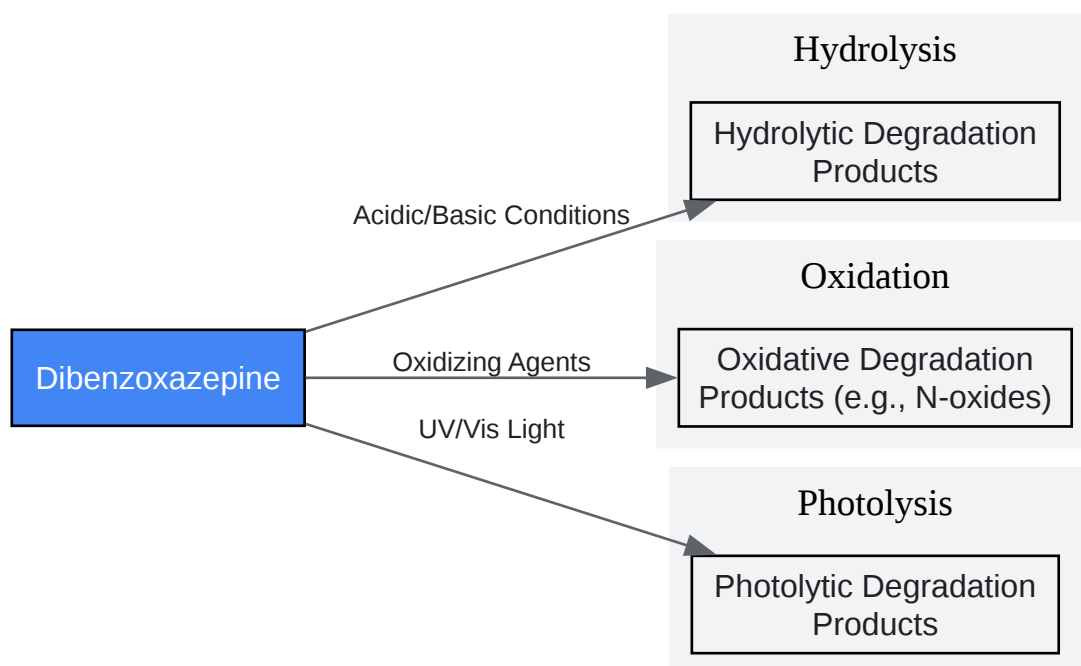 Hydrolysis
Hydrolytic Degradation
Products
Acidic/Basic Conditions
Oxidation
Dibenzoxazepine
Oxidizing Agents
Oxidative Degradation
Products (e.g., N-oxides)
UV/Vis Light
Photolysis
Photolytic Degradation
Products